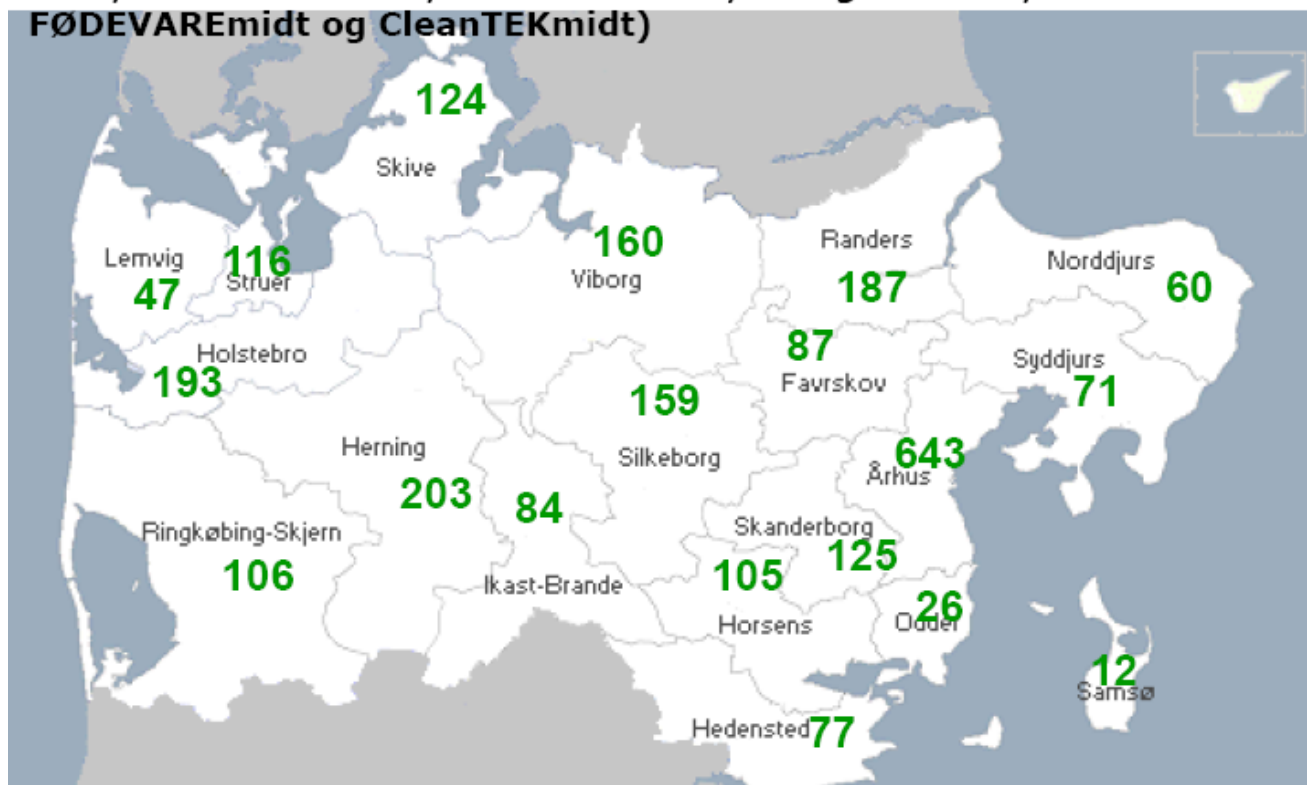 FØDEVAREmidt og CleanTEKmidt)
124
Skive
160
Viborg
Randers
187
Norddjurs
60
Lemvig
47
116
Struer
Holstebro
193
87
Favrskov
Syddjurs
71
159
Silkeborg
643
Århus
Herning
203
84
Ikast-Brande
Skanderborg
125
Ringkøbing-Skjern
106
105
Horsens
26
Odder
12
Samsø
Hedensted
77